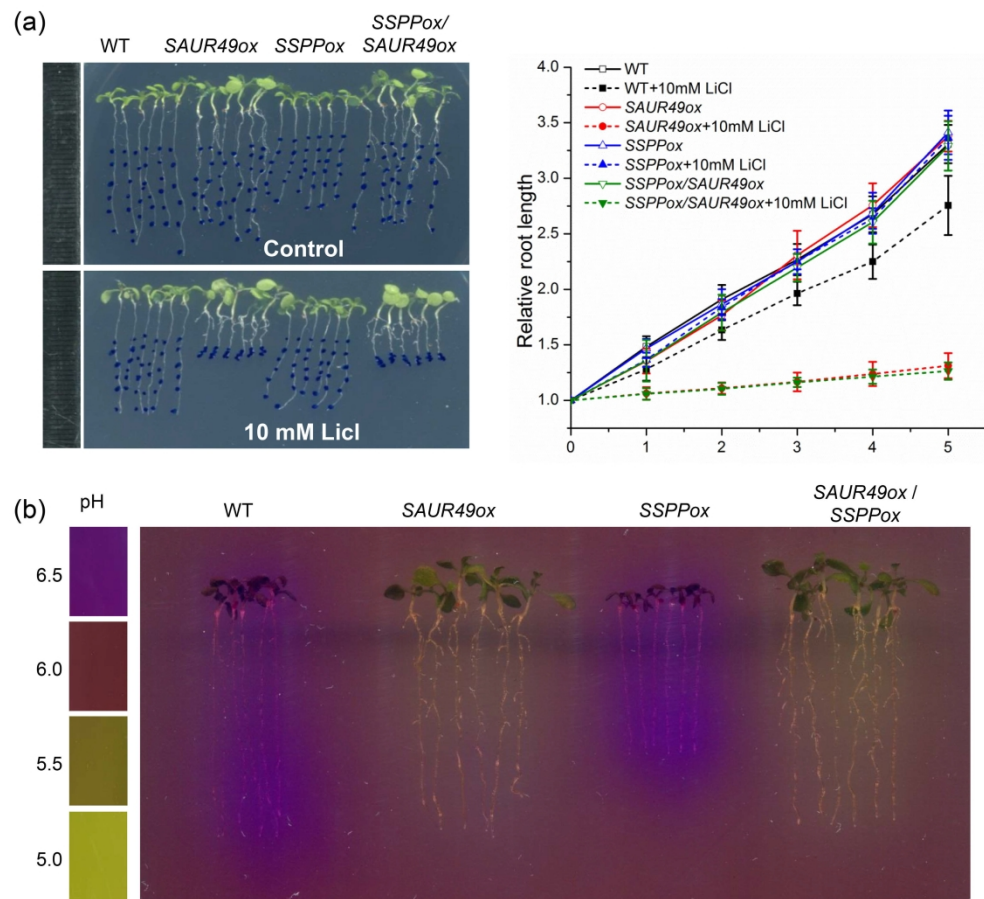 (a)
WT
SAUR49ox
SSPPox
SSPPox/
SAUR49ox
Control
10 mM Licl
Relative root length
4.0
3.5
3.0
2.5
2.0
1.5
1.0
0
1
2
3
4
5
WT
WT+10mM LiCl
SAUR49ox
SAUR49ox+10mM LiCl
SSPPox
SSPPox+10mM LiCl
SSPPox/SAUR49ox
SSPPox/SAUR49ox+10mM LiCl
(b)
pH
6.5
6.0
5.5
5.0
WT
SAUR49ox
SSPPox
SAUR49ox /
SSPPox